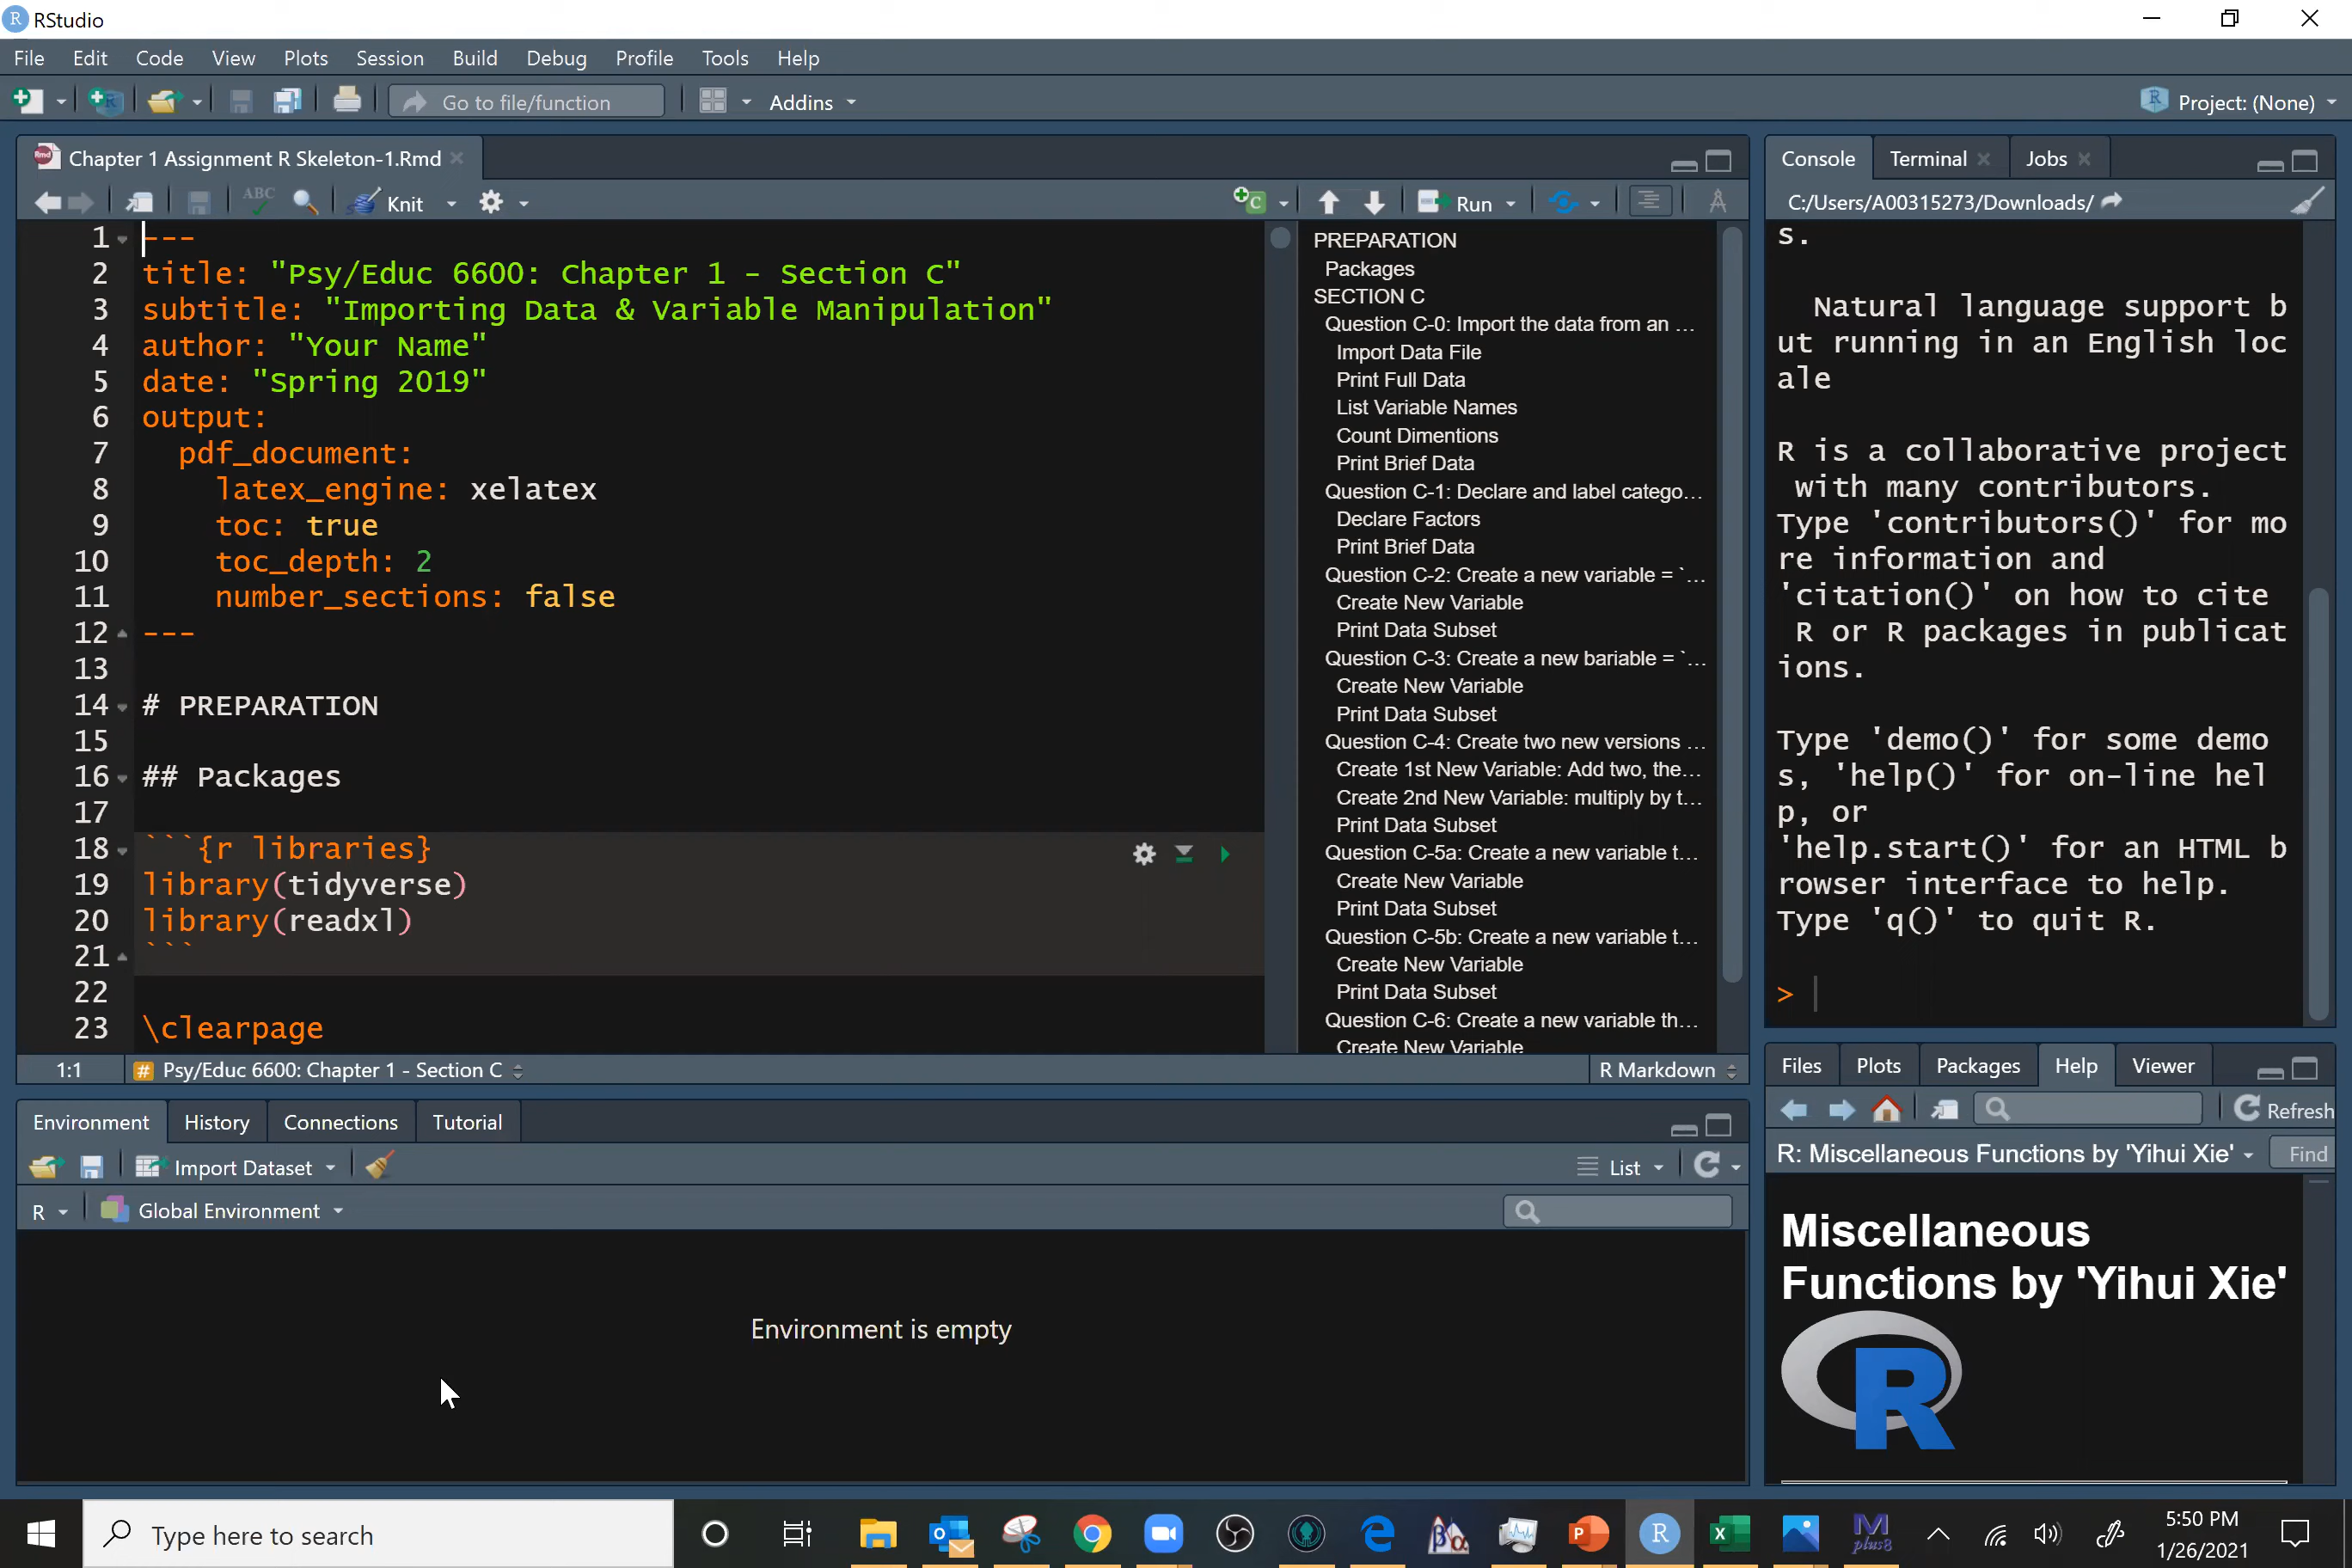 RStudio
File Edit Code View Plots Session Build Debug Profile Tools Help
Go to file/function Addins Project: (None)
Chapter 1 Assignment R Skeleton-1.Rmd
ABC Knit Run
1 ---
2 title: "Psy/Educ 6600: Chapter 1 - Section C"
3 subtitle: "Importing Data & Variable Manipulation"
4 author: "Your Name"
5 date: "Spring 2019"
6 output:
7 pdf_document:
8 latex_engine: xelatex
9 toc: true
10 toc_depth: 2
11 number_sections: false
12 ---
13
14 # PREPARATION
15
16 ## Packages
17
18 ```{r libraries}
19 library(tidyverse)
20 library(readxl)
21 ```
22
23 \clearpage
1:1 Psy/Educ 6600: Chapter 1 - Section C R Markdown
PREPARATION
Packages
SECTION C
Question C-0: Import the data from an ...
Import Data File
Print Full Data
List Variable Names
Count Dimentions
Print Brief Data
Question C-1: Declare and label catego...
Declare Factors
Print Brief Data
Question C-2: Create a new variable = `...
Create New Variable
Print Data Subset
Question C-3: Create a new bariable = `...
Create New Variable
Print Data Subset
Question C-4: Create two new versions ...
Create 1st New Variable: Add two, the...
Create 2nd New Variable: multiply by t...
Print Data Subset
Question C-5a: Create a new variable t...
Create New Variable
Print Data Subset
Question C-5b: Create a new variable t...
Create New Variable
Print Data Subset
Question C-6: Create a new variable th...
Create New Variable
Console Terminal Jobs
C:/Users/A00315273/Downloads/
s.
Natural language support b
ut running in an English loc
ale
R is a collaborative project
with many contributors.
Type 'contributors()' for mo
re information and
'citation()' on how to cite
R or R packages in publicat
ions.
Type 'demo()' for some demo
s, 'help()' for on-line hel
p, or
'help.start()' for an HTML b
rowser interface to help.
Type 'q()' to quit R.
>
Environment History Connections Tutorial
Import Dataset List
R Global Environment
Environment is empty
Files Plots Packages Help Viewer
Refresh
R: Miscellaneous Functions by 'Yihui Xie' Find
Miscellaneous
Functions by 'Yihui Xie'
R
Type here to search
5:50 PM
1/26/2021